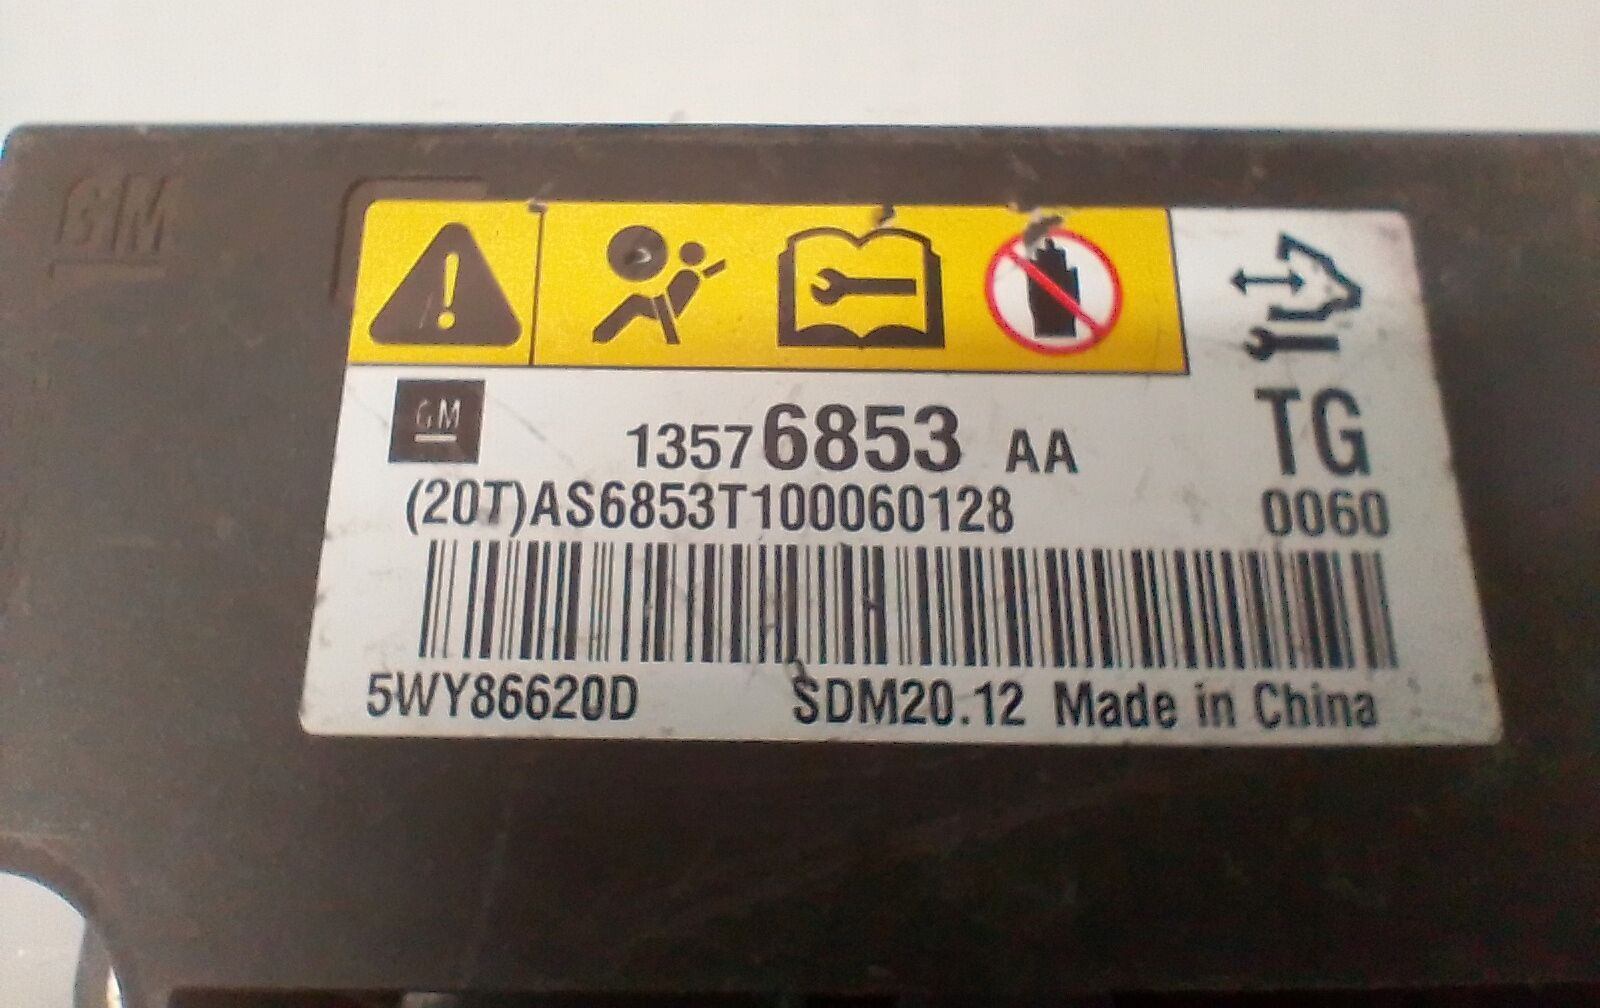 GM
GM
13576853 AA
TG
(20T)AS6853T100060128
0060
5WY86620D SDM20.12 Made in China